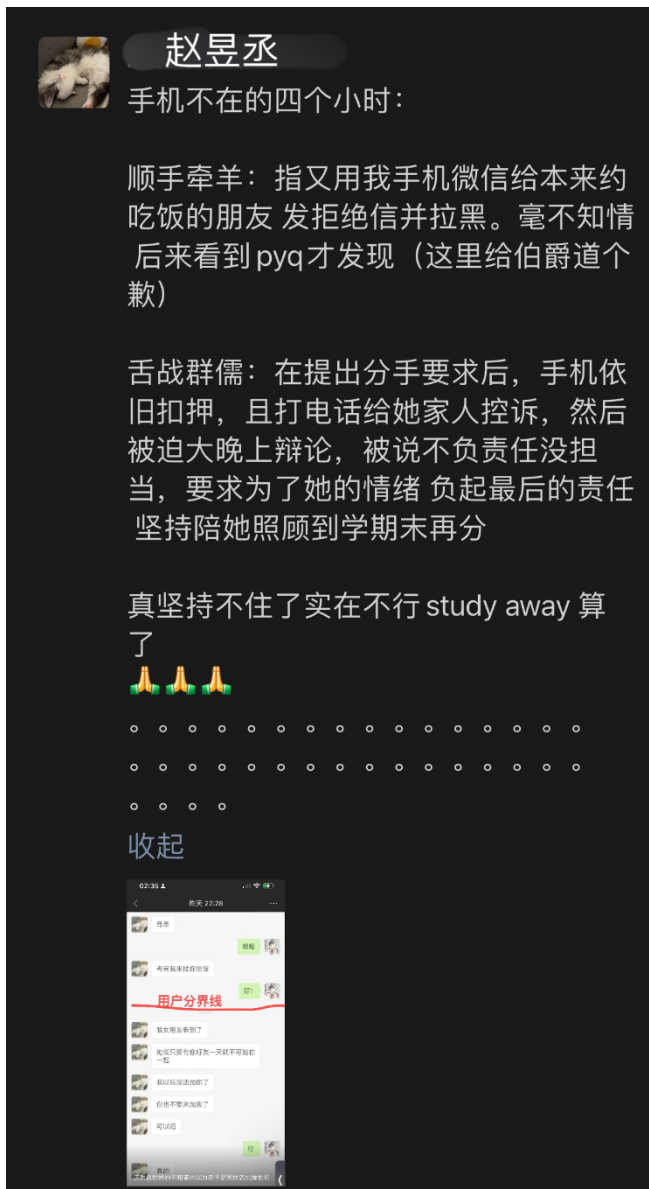 赵昱丞
手机不在的四个小时：
顺手牵羊：指又用我手机微信给本来约
吃饭的朋友 发拒绝信并拉黑。毫不知情
后来看到pyq才发现（这里给伯爵道个
歉）
舌战群儒：在提出分手要求后，手机依
旧扣押，且打电话给她家人控诉，然后
被迫大晚上辩论，被说不负责任没担
当，要求为了她的情绪 负起最后的责任
坚持陪她照顾到学期末再分
真坚持不住了实在不行 study away 算
了
🙏🙏🙏
。。。。。。。。。。。。。。。。
。。。。。。。。。。。。。。。。
。。。。
收起
02:35
昨天 22:28
嗯嗯
考完我来找你吃饭
好！
用户分界线
我女朋友看到了
她说只要有你好友一天就不可能在
一起
我以后没法加你了
你也不要来加我了
可以吗
行